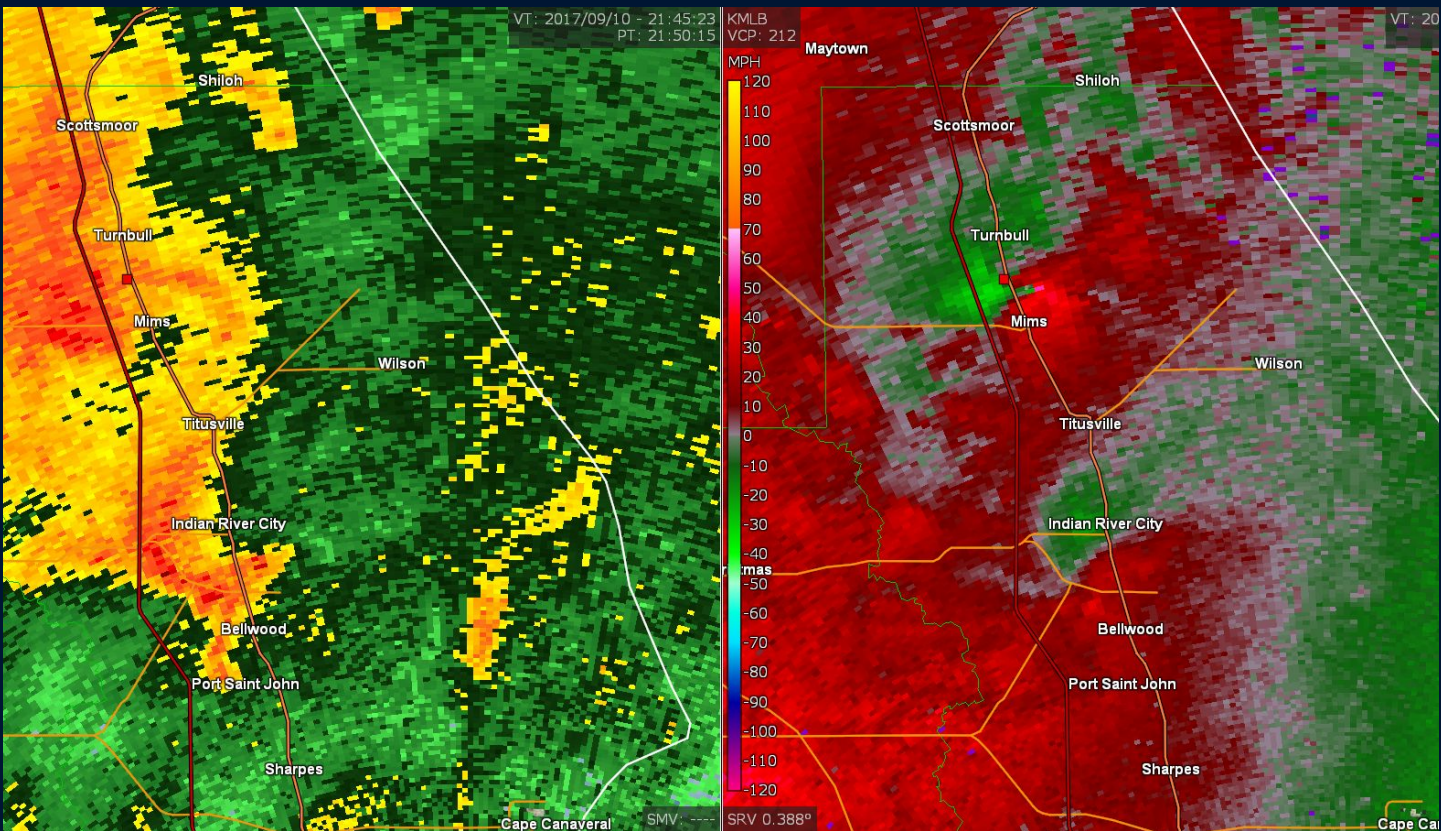 VT: 2017/09/10 - 21:45:23
PT: 21:50:15
Shiloh
Scottsmoor
Turnbull
Mims
Wilson
Titusville
Indian River City
Bellwood
Port Saint John
Sharpes
Cape Canaveral
SMV: ----
KMLB
VCP: 212
VT: 20
MPH
120
110
100
90
80
70
60
50
40
30
20
10
0
-10
-20
-30
-40
-50
-60
-70
-80
-90
-100
-110
-120
Maytown
Shiloh
Scottsmoor
Turnbull
Mims
Wilson
Titusville
Indian River City
mas
Bellwood
Port Saint John
Sharpes
Cape Ca
SRV 0.388º